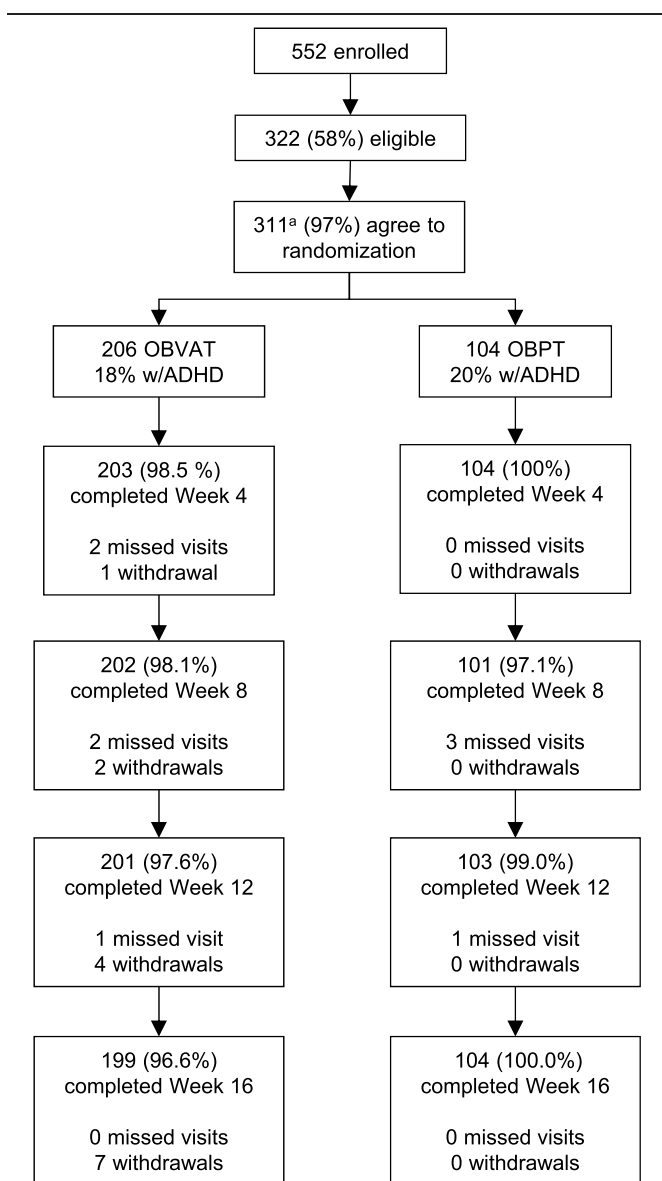 552 enrolled
322 (58%) eligible
311ᵃ (97%) agree to
randomization
206 OBVAT
18% w/ADHD
104 OBPT
20% w/ADHD
203 (98.5 %)
completed Week 4
2 missed visits
1 withdrawal
104 (100%)
completed Week 4
0 missed visits
0 withdrawals
202 (98.1%)
completed Week 8
2 missed visits
2 withdrawals
101 (97.1%)
completed Week 8
3 missed visits
0 withdrawals
201 (97.6%)
completed Week 12
1 missed visit
4 withdrawals
103 (99.0%)
completed Week 12
1 missed visit
0 withdrawals
199 (96.6%)
completed Week 16
0 missed visits
7 withdrawals
104 (100.0%)
completed Week 16
0 missed visits
0 withdrawals